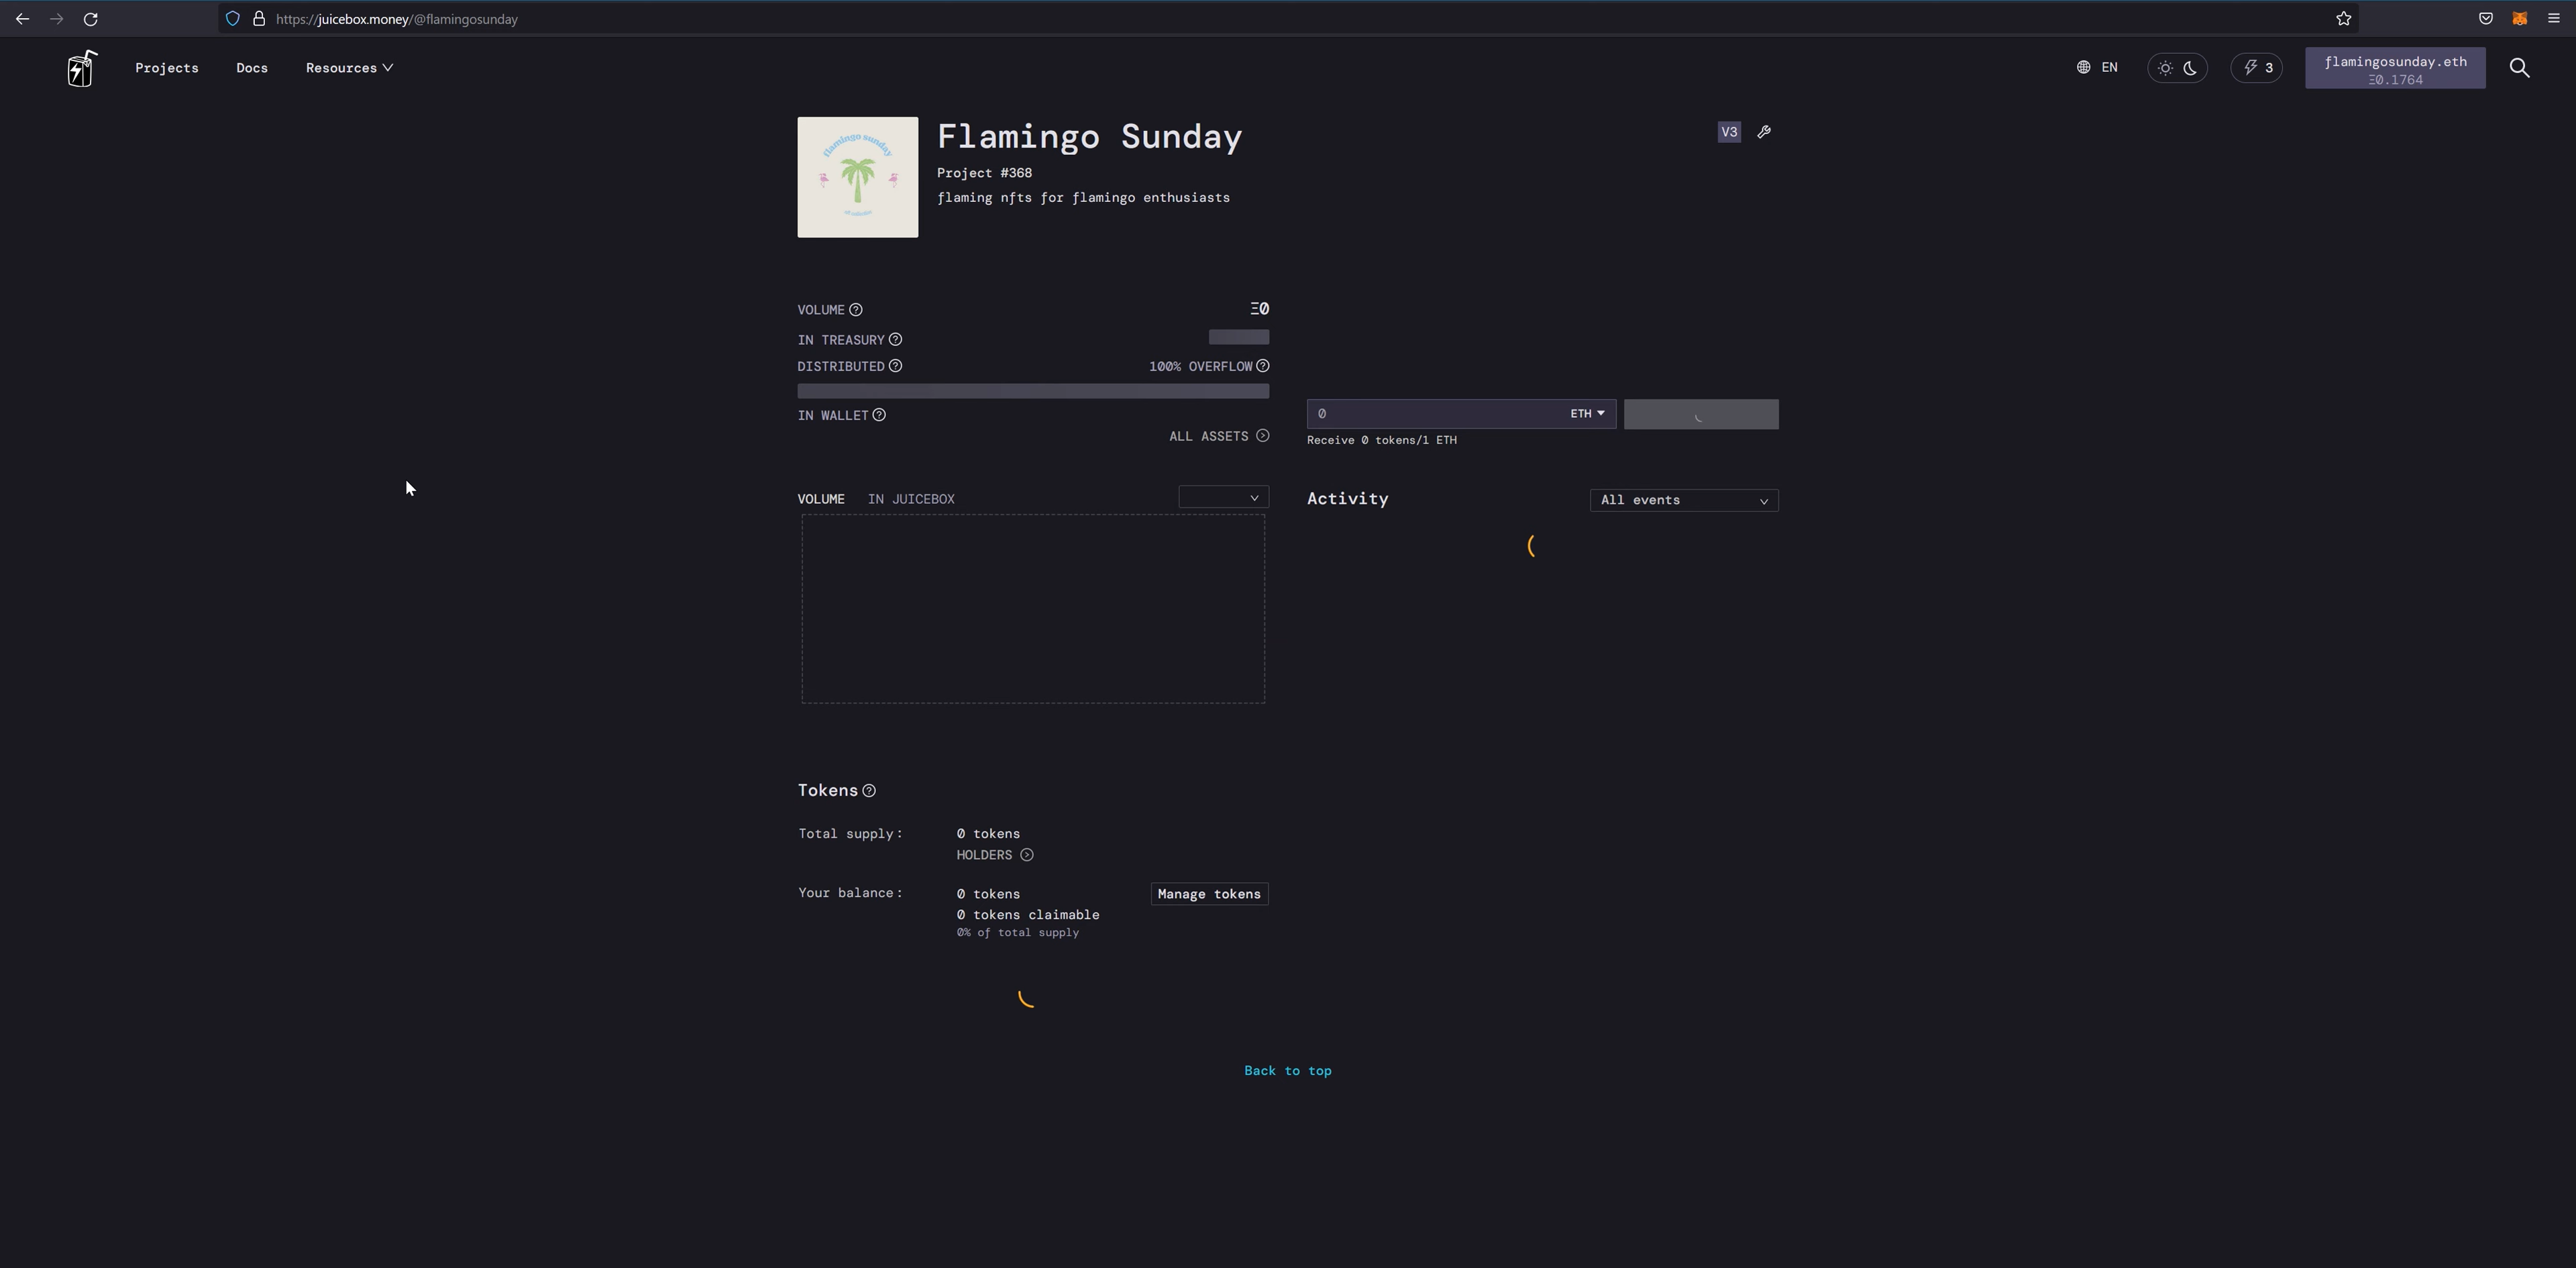 https://juicebox.money/@flamingosunday
Projects
Docs
Resources
EN
3
flamingosunday.eth
Ξ0.1764
flamingo sunday
Flamingo Sunday
V3
Project #368
flaming nfts for flamingo enthusiasts
VOLUME
Ξ0
IN TREASURY
DISTRIBUTED
100% OVERFLOW
IN WALLET
ALL ASSETS
0
ETH
Receive 0 tokens/1 ETH
VOLUME
IN JUICEBOX
Activity
All events
Tokens
Total supply:
0 tokens
HOLDERS
Your balance:
0 tokens
Manage tokens
0 tokens claimable
0% of total supply
Back to top